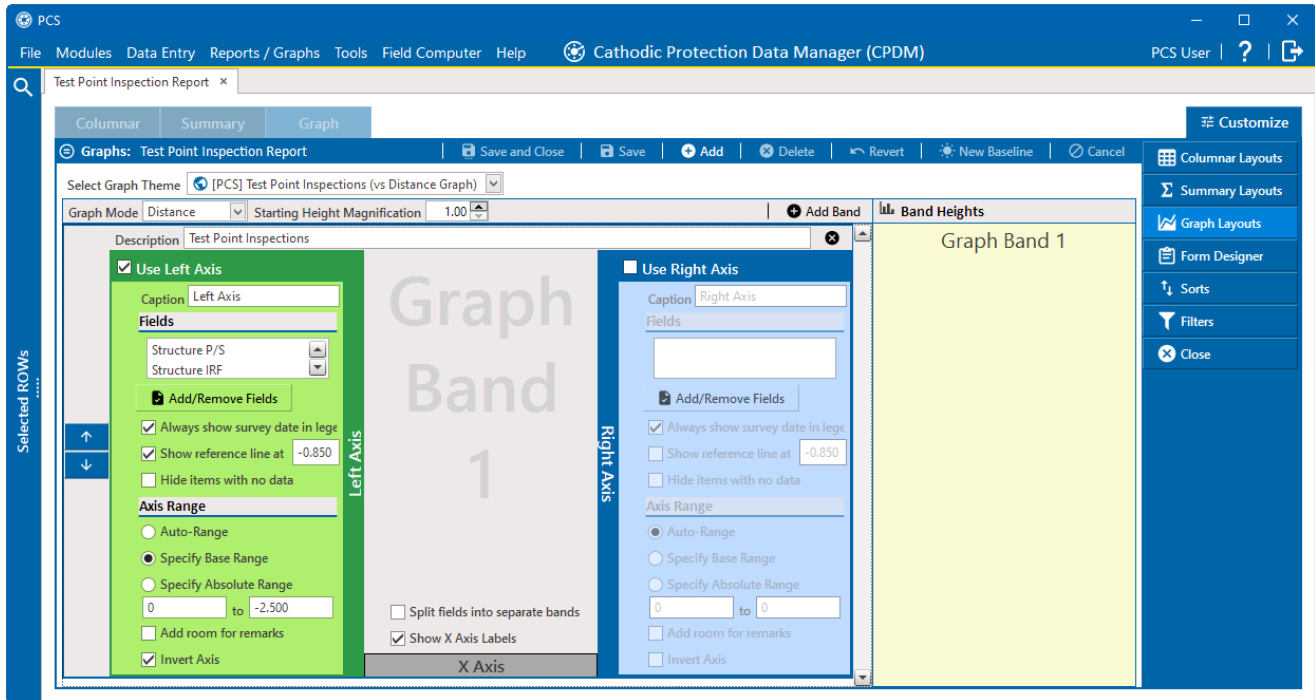 PCS
File Modules Data Entry Reports / Graphs Tools Field Computer Help Cathodic Protection Data Manager (CPDM) PCS User | ? |
Test Point Inspection Report ×
Columnar Summary Graph Customize
Graphs: Test Point Inspection Report | Save and Close | Save | Add | Delete | Revert | New Baseline | Cancel
Select Graph Theme [PCS] Test Point Inspections (vs Distance Graph)
Graph Mode Distance Starting Height Magnification 1.00 | Add Band
Description Test Point Inspections
Use Left Axis
Caption Left Axis
Fields
Structure P/S
Structure IRF
Add/Remove Fields
Always show survey date in lege
Show reference line at -0.850
Hide items with no data
Axis Range
Auto-Range
Specify Base Range
Specify Absolute Range
0 to -2.500
Add room for remarks
Invert Axis
Left Axis
Graph
Band
1
Split fields into separate bands
Show X Axis Labels
X Axis
Right Axis
Use Right Axis
Caption Right Axis
Fields
Add/Remove Fields
Always show survey date in lege
Show reference line at -0.850
Hide items with no data
Axis Range
Auto-Range
Specify Base Range
Specify Absolute Range
0 to 0
Add room for remarks
Invert Axis
Band Heights
Graph Band 1
Columnar Layouts
Summary Layouts
Graph Layouts
Form Designer
Sorts
Filters
Close
Selected ROWs